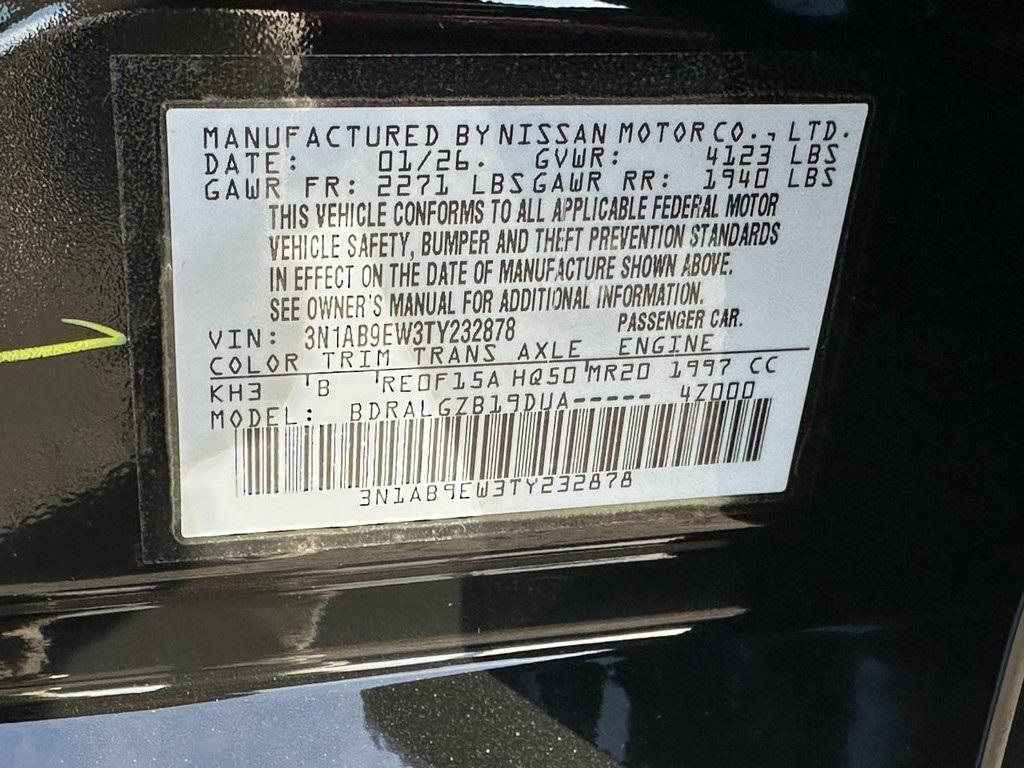 MANUFACTURED BY NISSAN MOTOR CO., LTD.
DATE: 01/26. GVWR: 4123 LBS
GAWR FR: 2271 LBS GAWR RR: 1940 LBS
THIS VEHICLE CONFORMS TO ALL APPLICABLE FEDERAL MOTOR
VEHICLE SAFETY, BUMPER AND THEFT PREVENTION STANDARDS
IN EFFECT ON THE DATE OF MANUFACTURE SHOWN ABOVE.
SEE OWNER'S MANUAL FOR ADDITIONAL INFORMATION.
VIN: 3N1AB9EW3TY232878 PASSENGER CAR.
COLOR TRIM TRANS AXLE ENGINE
KH3 'B 'RE0F15A HQ50'MR20 1997 CC
MODEL: BDRALGZB19DUA----- 4Z000
3N1AB9EW3TY232878